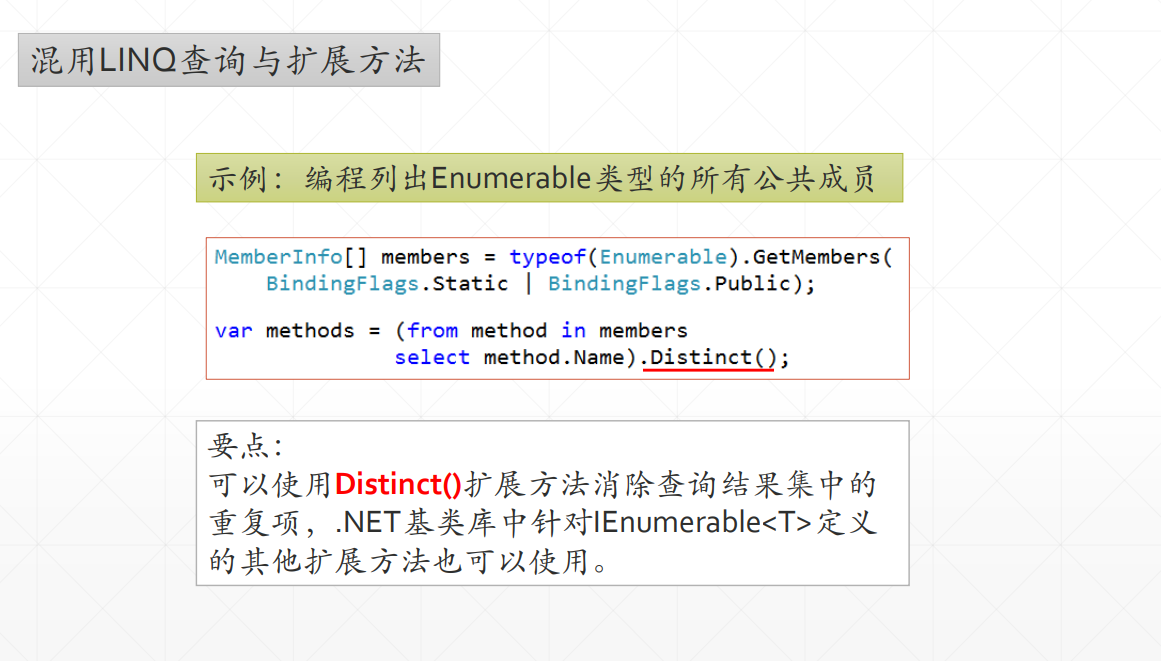 混用LINQ查询与扩展方法
示例：编程列出Enumerable类型的所有公共成员
MemberInfo[] members = typeof(Enumerable).GetMembers(
BindingFlags.Static | BindingFlags.Public);
var methods = (from method in members
select method.Name).Distinct();
要点：
可以使用Distinct()扩展方法消除查询结果集中的
重复项，.NET基类库中针对IEnumerable<T>定义
的其他扩展方法也可以使用。